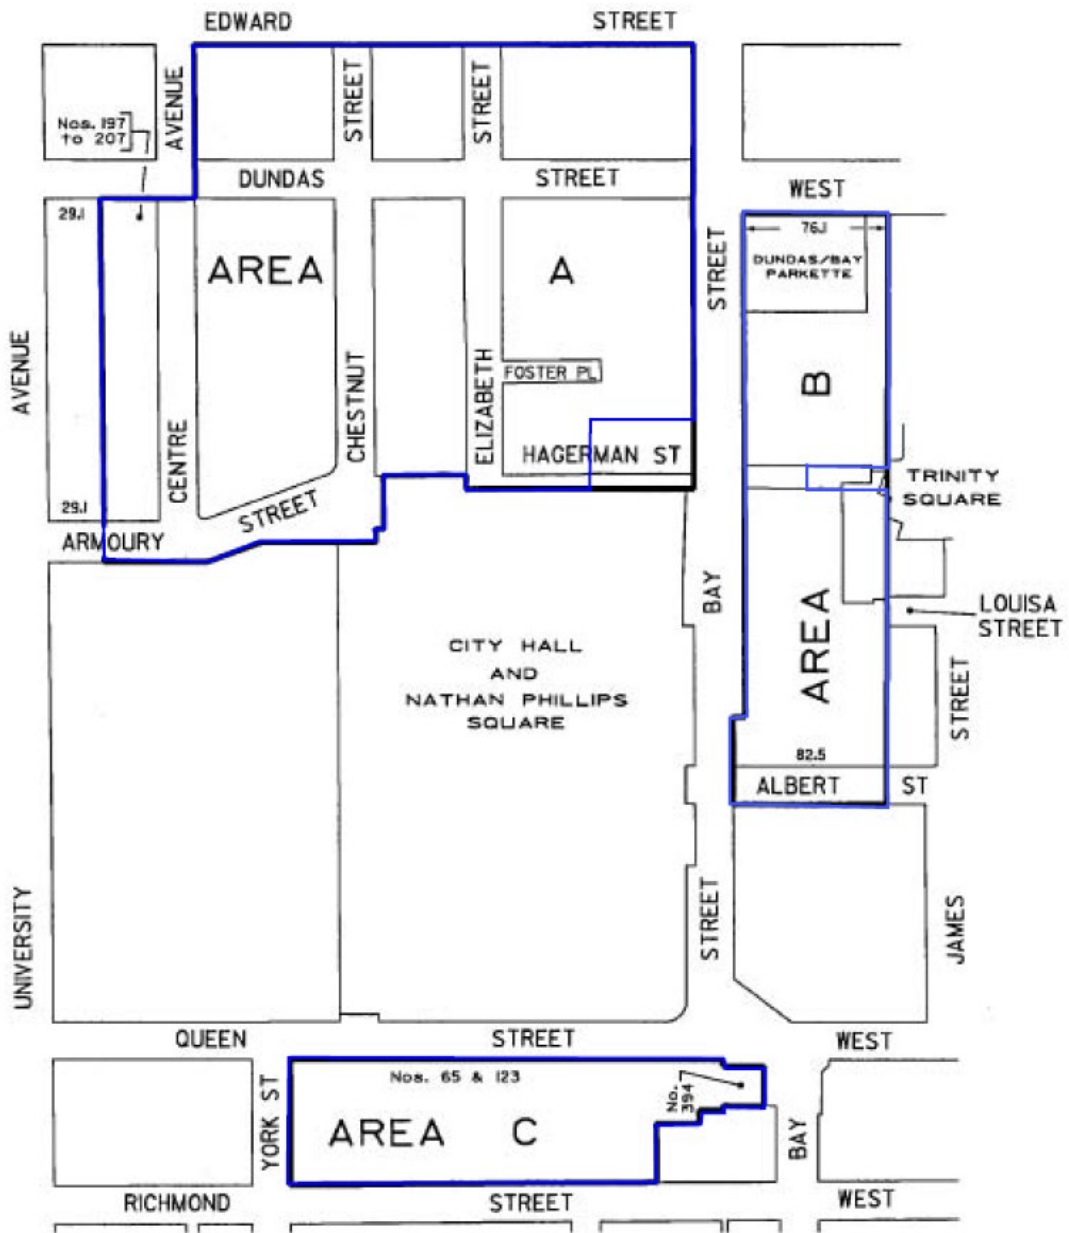 EDWARD STREET
AVENUE
STREET
STREET
Nos. 197
to 207
DUNDAS STREET
WEST
29.1
76.1
AREA A
DUNDAS/BAY
PARKETTE
STREET
AVENUE
CENTRE
CHESTNUT
ELIZABETH
FOSTER PL
B
HAGERMAN ST
TRINITY
SQUARE
29.1
STREET
ARMOURY
BAY
AREA
LOUISA
STREET
CITY HALL
AND
NATHAN PHILLIPS
SQUARE
STREET
82.5
ALBERT ST
UNIVERSITY
STREET
JAMES
QUEEN STREET WEST
Nos. 65 & 123
No.
394
YORK ST
AREA C
BAY
RICHMOND STREET WEST